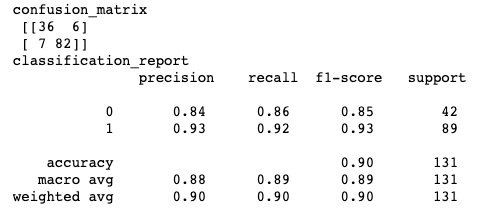 confusion_matrix
[[36  6]
[ 7 82]]
classification_report
precision    recall  f1-score   support
0       0.84      0.86      0.85        42
1       0.93      0.92      0.93        89
accuracy                           0.90       131
macro avg       0.88      0.89      0.89       131
weighted avg       0.90      0.90      0.90       131